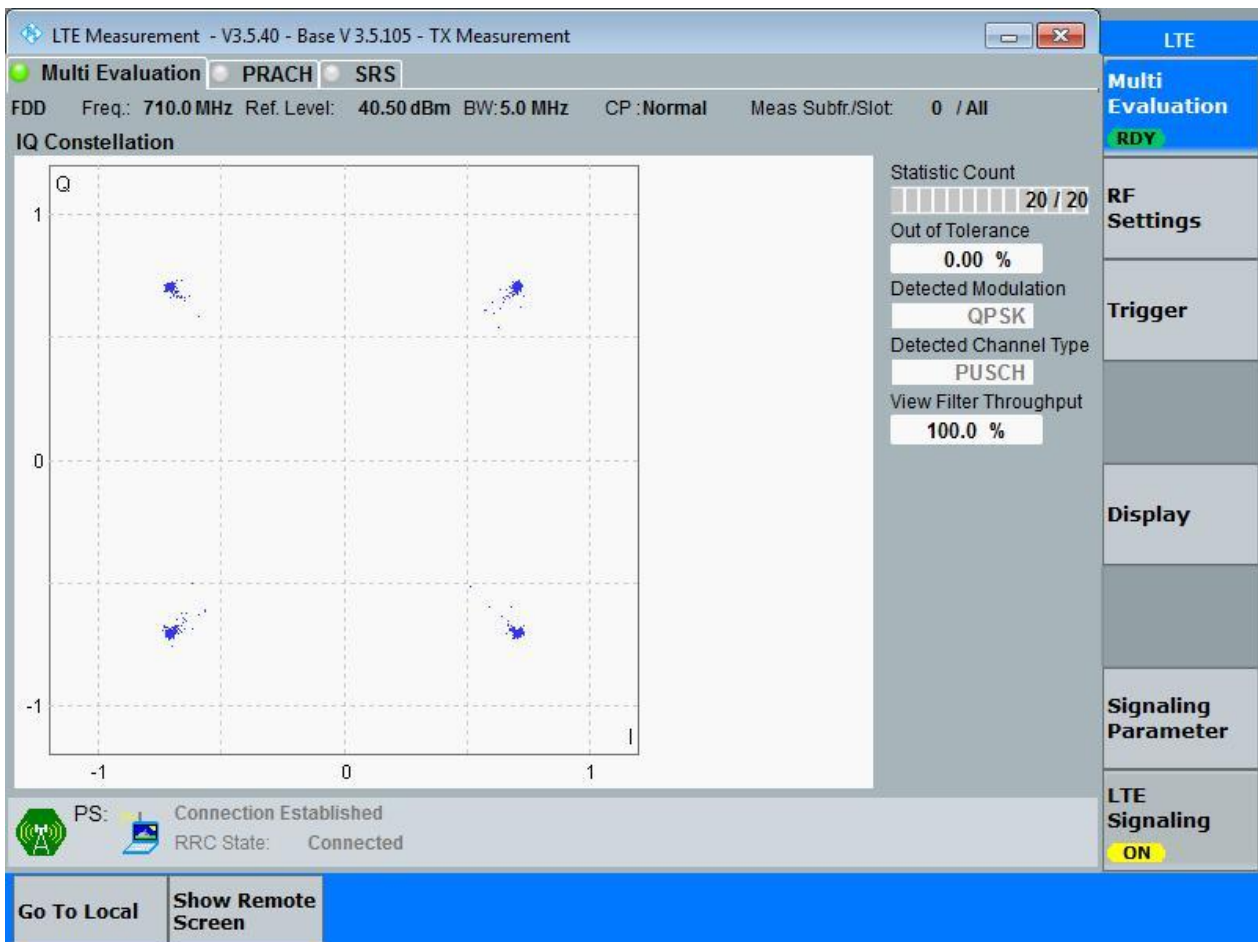 LTE Measurement - V3.5.40 - Base V 3.5.105 - TX Measurement
LTE
Multi Evaluation PRACH SRS
FDD Freq.: 710.0 MHz Ref. Level: 40.50 dBm BW: 5.0 MHz CP : Normal Meas Subfr./Slot: 0 / All
IQ Constellation
Q
1
0
-1
I
-1 0 1
Statistic Count
20 / 20
Out of Tolerance
0.00 %
Detected Modulation
QPSK
Detected Channel Type
PUSCH
View Filter Throughput
100.0 %
Multi
Evaluation
RDY
RF
Settings
Trigger
Display
Signaling
Parameter
LTE
Signaling
ON
PS: Connection Established
RRC State: Connected
Go To Local
Show Remote
Screen